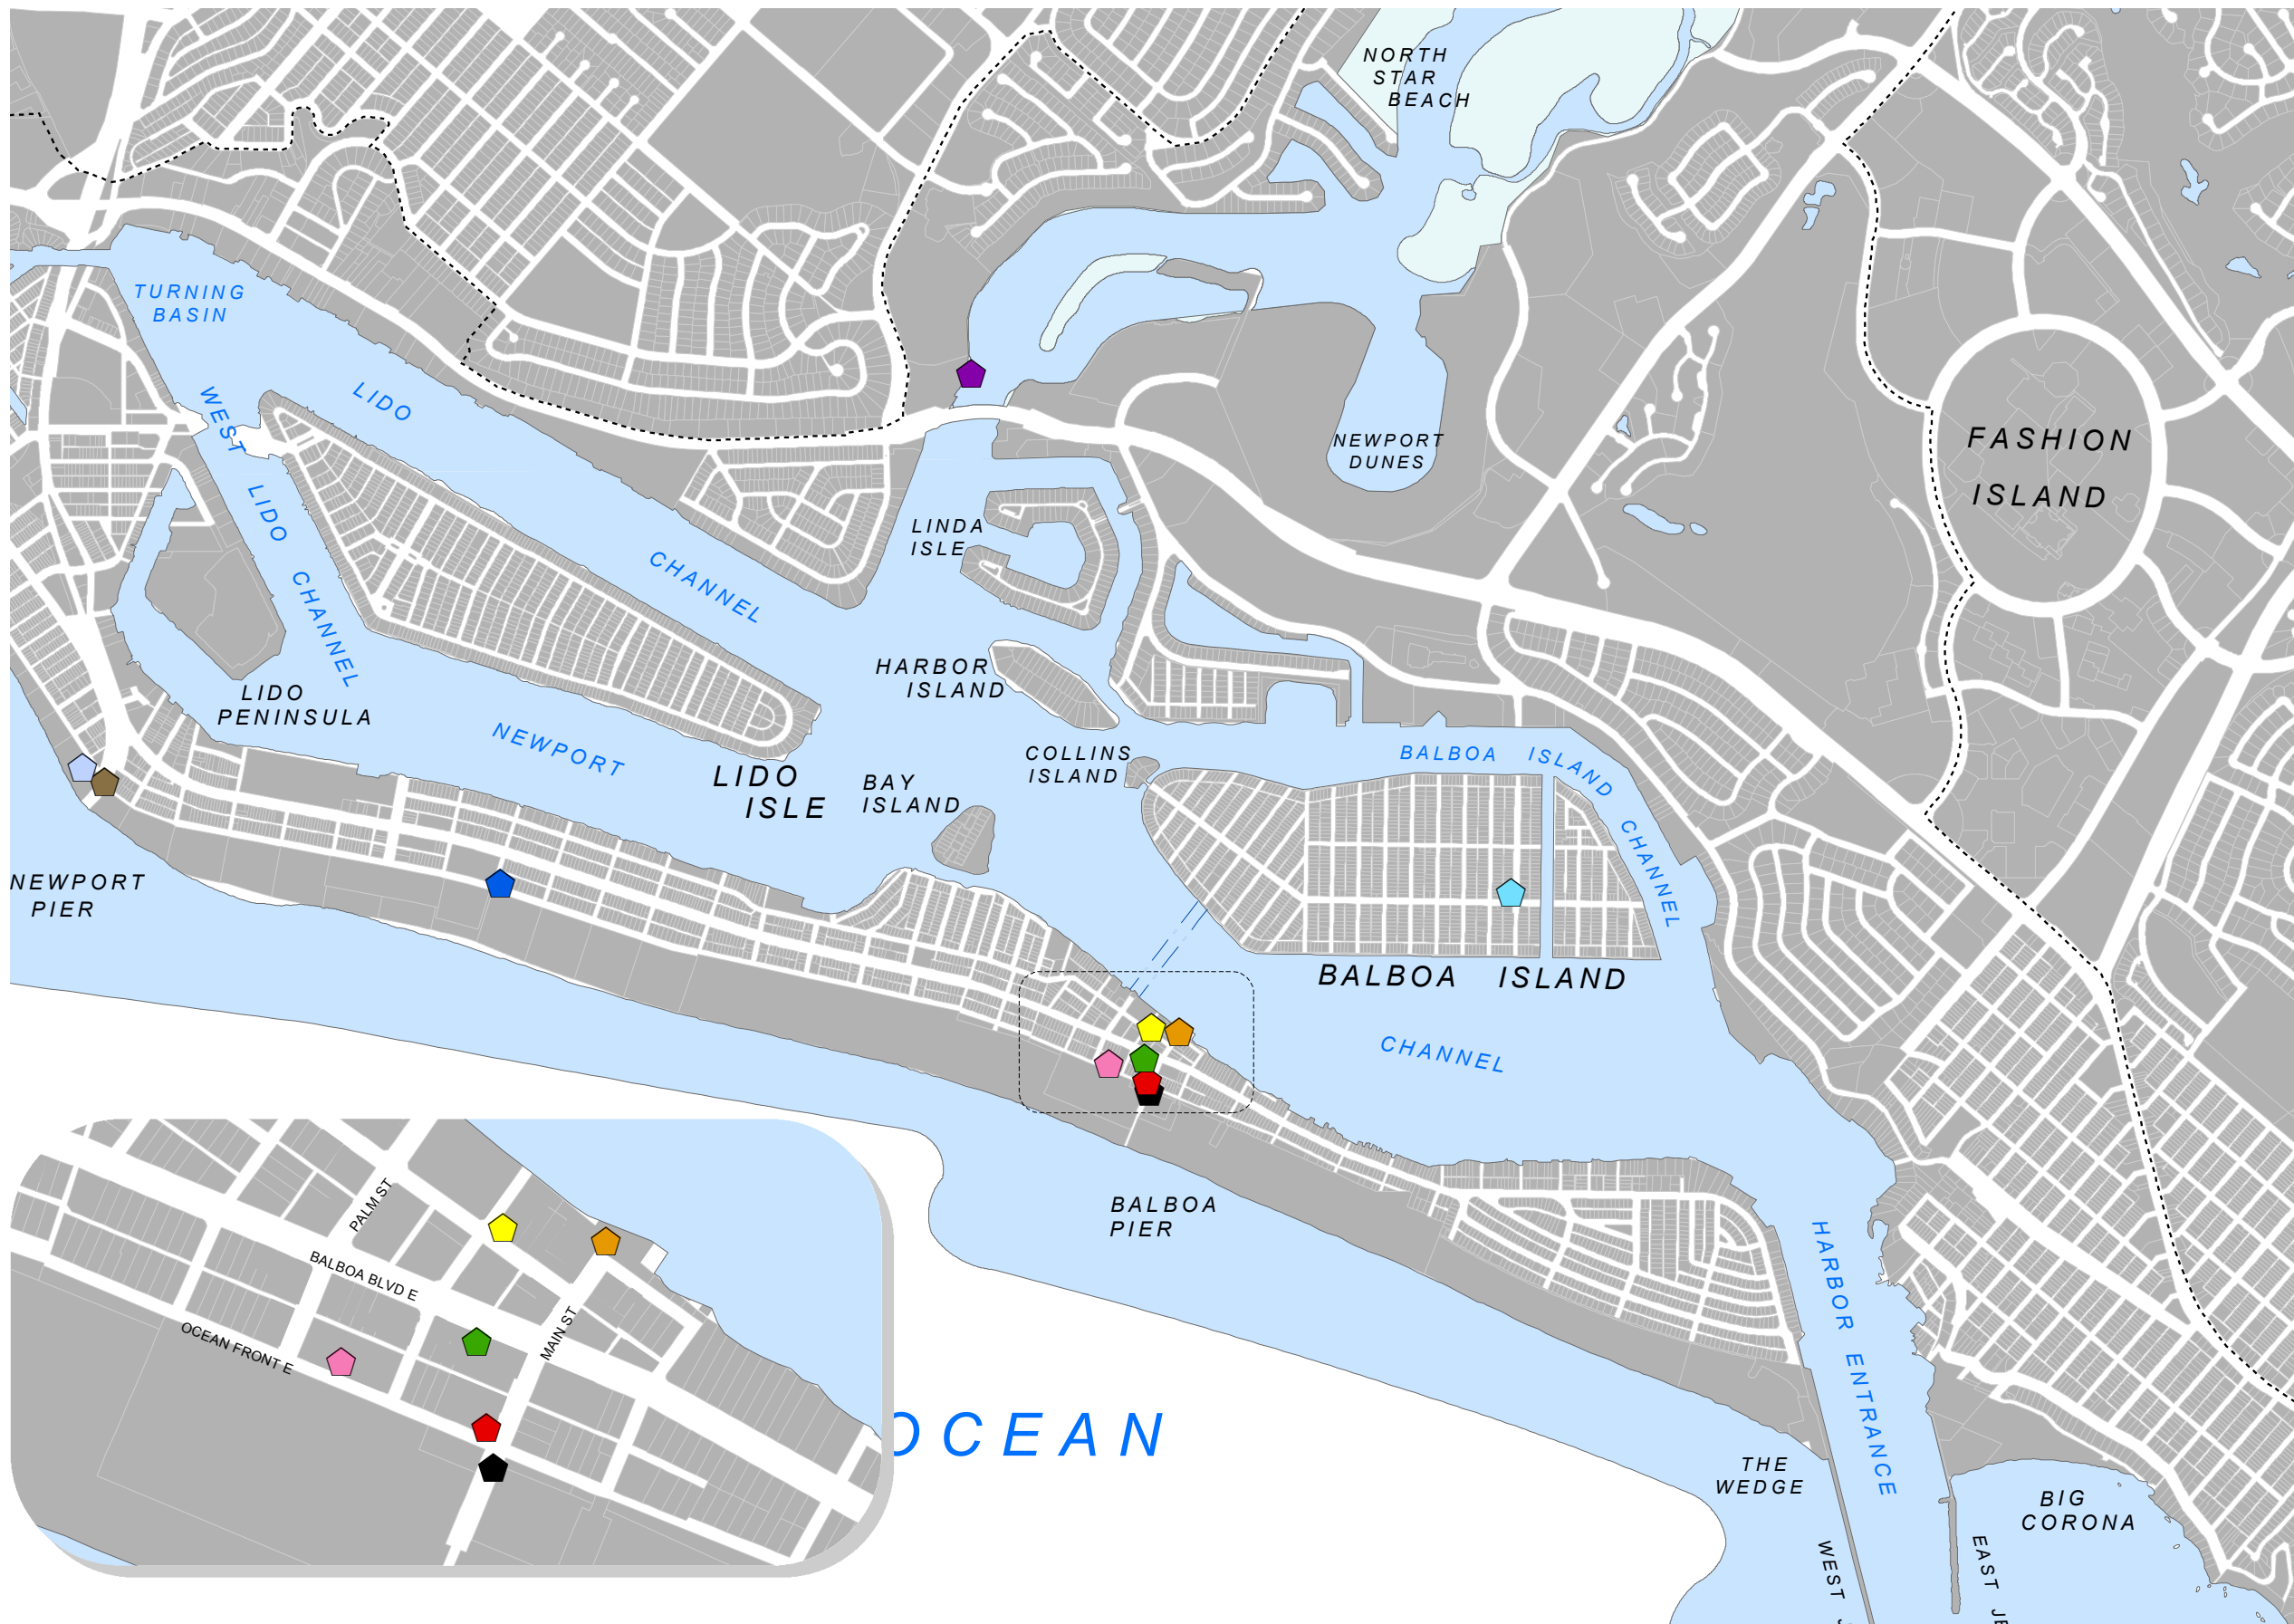 NORTH
STAR
BEACH
TURNING
BASIN
LIDO
CHANNEL
WEST
LIDO
CHANNEL
NEWPORT
DUNES
FASHION
ISLAND
LINDA
ISLE
HARBOR
ISLAND
LIDO
PENINSULA
NEWPORT
LIDO
ISLE
BAY
ISLAND
COLLINS
ISLAND
BALBOA ISLAND CHANNEL
NEWPORT
PIER
BALBOA ISLAND
CHANNEL
BALBOA
PIER
PALM ST
BALBOA BLVD E
MAIN ST
OCEAN FRONT E
OCEAN
HARBOR ENTRANCE
THE
WEDGE
BIG
CORONA
WEST
EAST